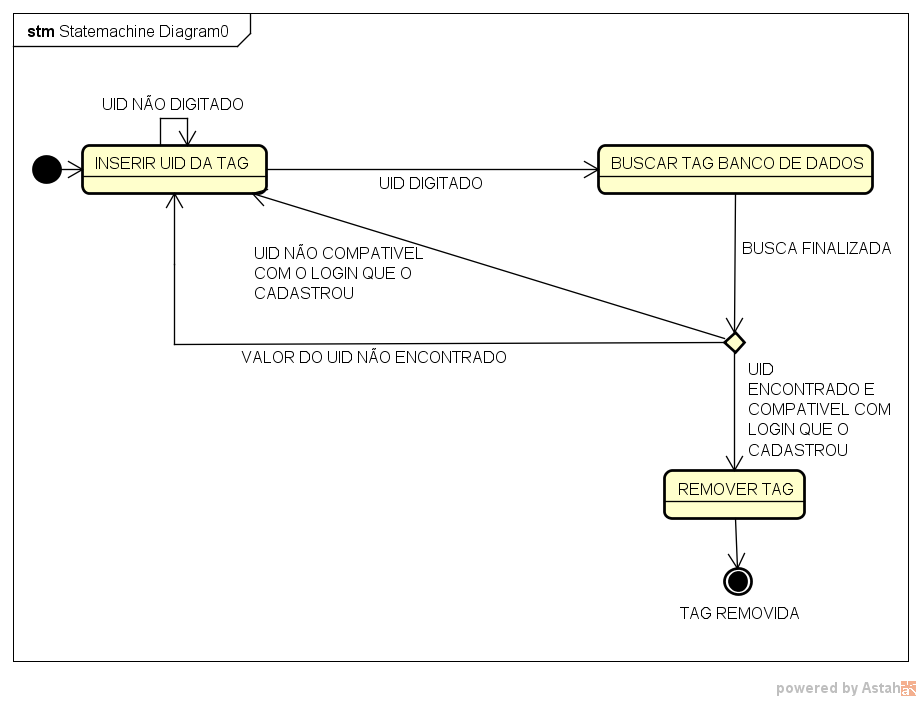 stm Statemachine Diagram0
UID NÃO DIGITADO
INSERIR UID DA TAG
BUSCAR TAG BANCO DE DADOS
UID DIGITADO
UID NÃO COMPATIVEL
COM O LOGIN QUE O
CADASTROU
BUSCA FINALIZADA
VALOR DO UID NÃO ENCONTRADO
UID
ENCONTRADO E
COMPATIVEL COM
LOGIN QUE O
CADASTROU
REMOVER TAG
TAG REMOVIDA
powered by Astah